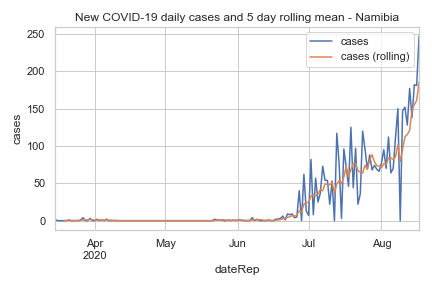 New COVID-19 daily cases and 5 day rolling mean - Namibia
cases
cases (rolling)
250
200
150
100
50
0
cases
Apr
2020
May
Jun
Jul
Aug
dateRep